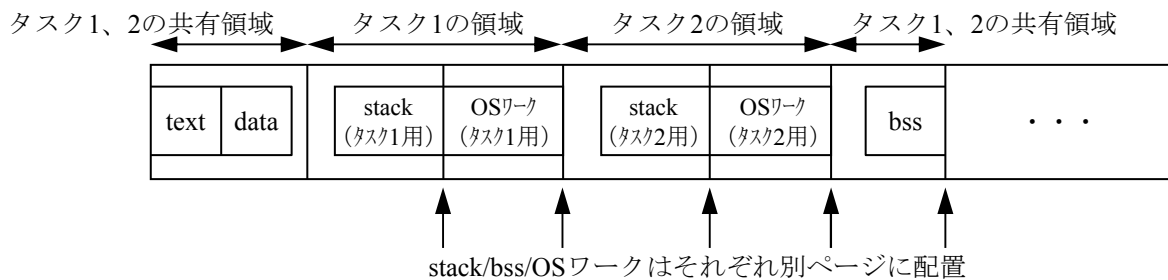 タスク1、2の共有領域
タスク1の領域
タスク2の領域
タスク1、2の共有領域
text
data
stack
(タスク1用)
OSワーク
(タスク1用)
stack
(タスク2用)
OSワーク
(タスク2用)
bss
・・・
stack/bss/OSワークはそれぞれ別ページに配置